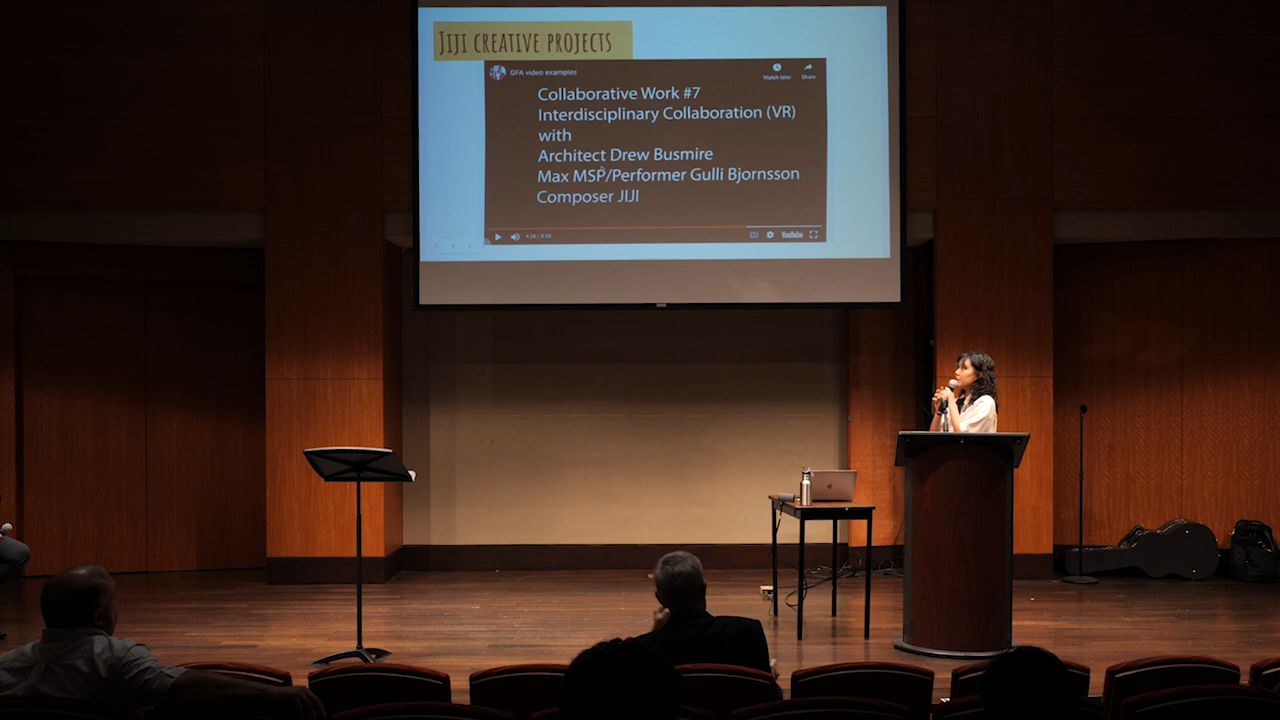 JIJI CREATIVE PROJECTS
GFA video examples
Watch later
Share
Collaborative Work #7
Interdisciplinary Collaboration (VR)
with
Architect Drew Busmire
Max MSP/Performer Gulli Bjornsson
Composer JIJI
YouTube